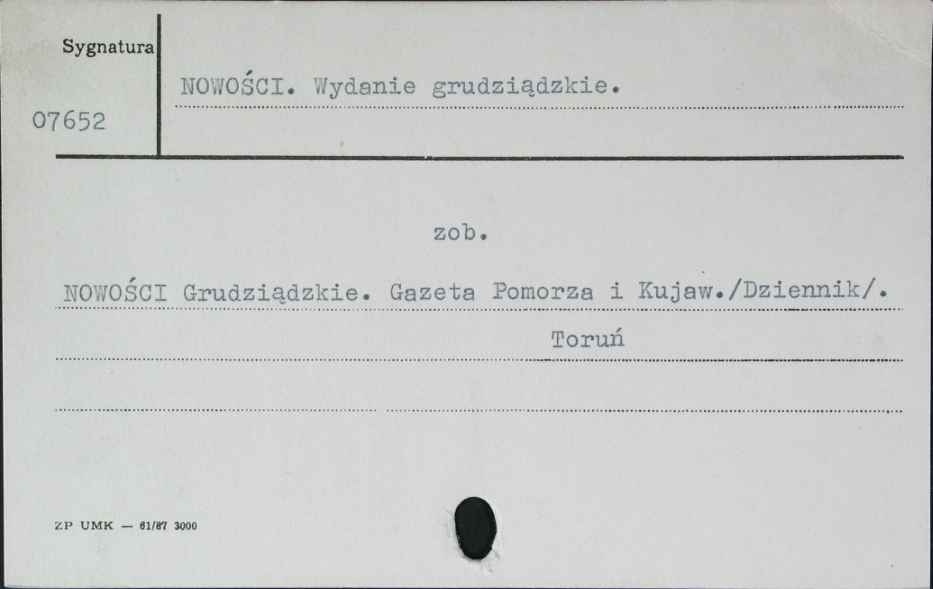 Sygnatura
NOWOŚCI. Wydanie grudziądzkie.
07652
zob.
NOWOŚCI Grudziądzkie. Gazeta Pomorza i Kujaw./Dziennik/.
Toruń
ZP UMK — 61/87 3000